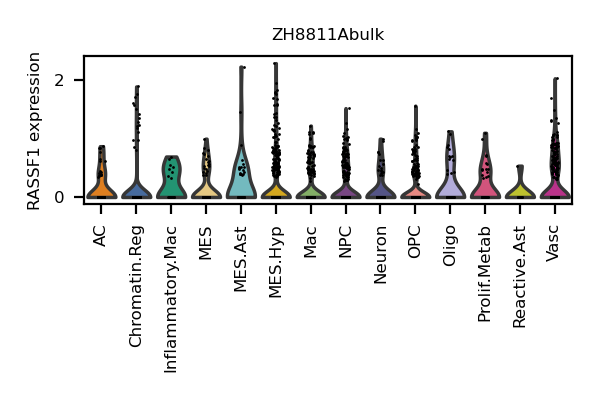 ZH8811Abulk
RASSF1 expression
2
0
AC
Chromatin.Reg
Inflammatory.Mac
MES
MES.Ast
MES.Hyp
Mac
NPC
Neuron
OPC
Oligo
Prolif.Metab
Reactive.Ast
Vasc